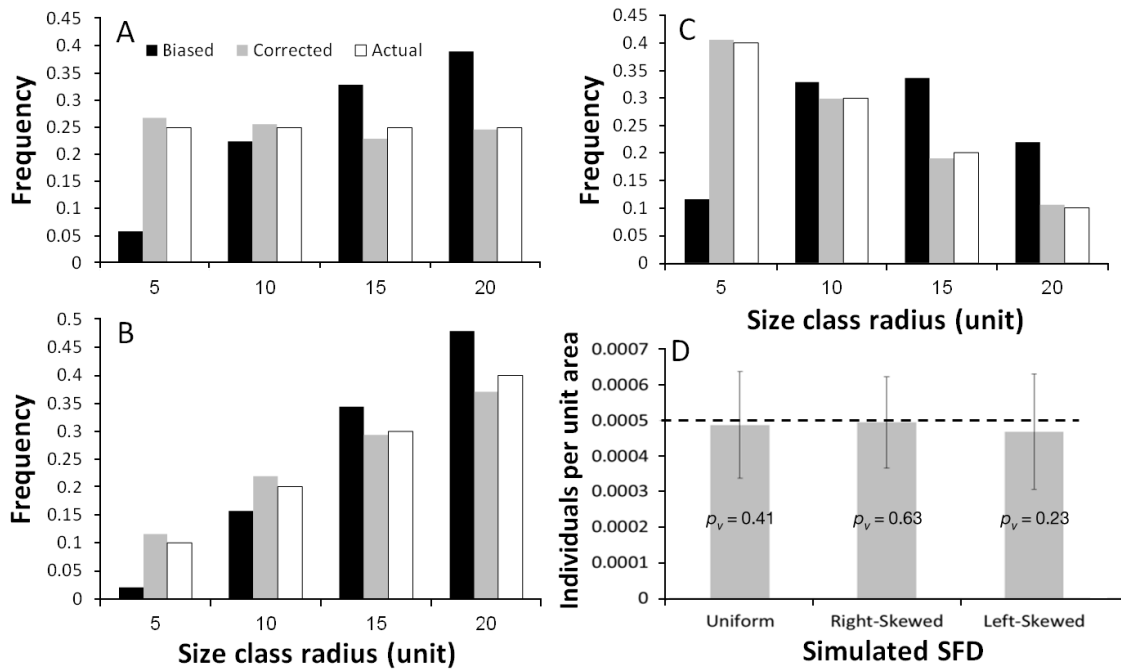 A
Biased Corrected Actual
Frequency
0.45
0.4
0.35
0.3
0.25
0.2
0.15
0.1
0.05
0
5 10 15 20
B
Frequency
0.5
0.45
0.4
0.35
0.3
0.25
0.2
0.15
0.1
0.05
0
5 10 15 20
Size class radius (unit)
C
Frequency
0.45
0.4
0.35
0.3
0.25
0.2
0.15
0.1
0.05
0
5 10 15 20
Size class radius (unit)
D
Individuals per unit area
0.0007
0.0006
0.0005
0.0004
0.0003
0.0002
0.0001
0
pv = 0.41 pv = 0.63 pv = 0.23
Uniform Right-Skewed Left-Skewed
Simulated SFD